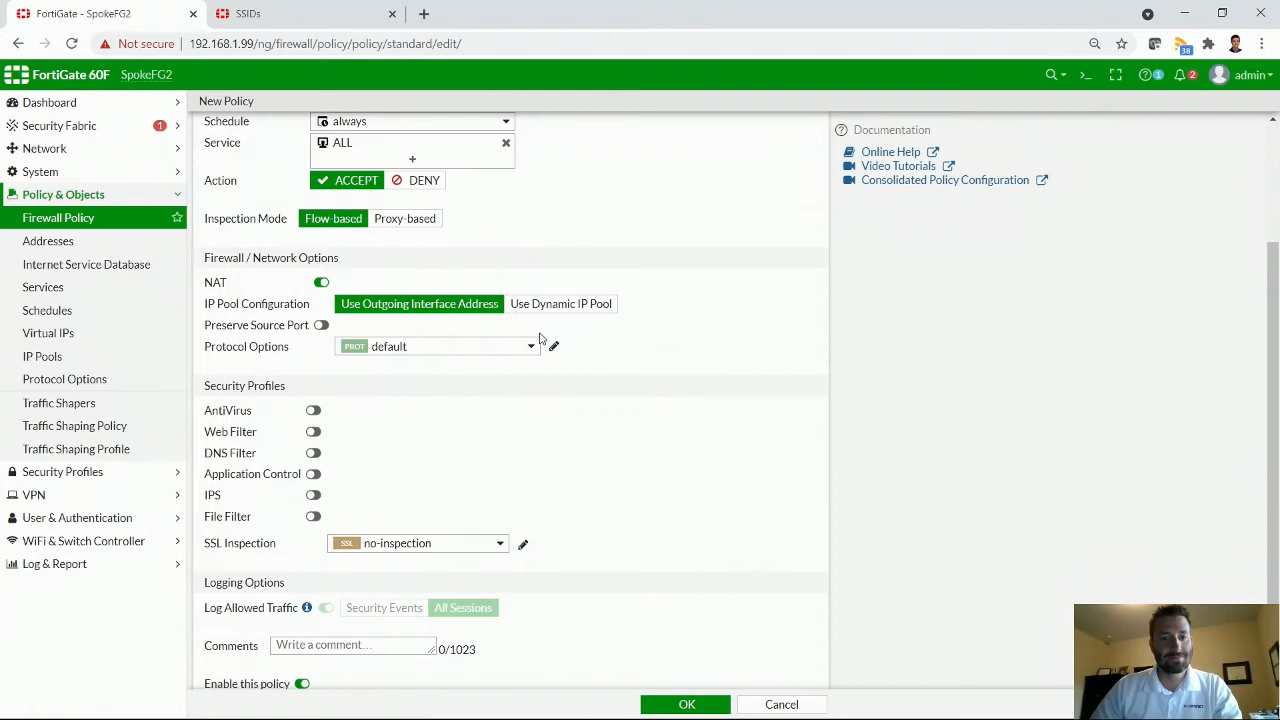 FortiGate - SpokeFG2
SSIDs
Not secure 192.168.1.99/ng/firewall/policy/policy/standard/edit/
38
FortiGate 60F SpokeFG2
1
2
admin
Dashboard
Security Fabric 1
Network
System
Policy & Objects
Firewall Policy
Addresses
Internet Service Database
Services
Schedules
Virtual IPs
IP Pools
Protocol Options
Traffic Shapers
Traffic Shaping Policy
Traffic Shaping Profile
Security Profiles
VPN
User & Authentication
WiFi & Switch Controller
Log & Report
New Policy
Schedule always
Service ALL
Action ACCEPT DENY
Inspection Mode Flow-based Proxy-based
Firewall / Network Options
NAT
IP Pool Configuration Use Outgoing Interface Address Use Dynamic IP Pool
Preserve Source Port
Protocol Options PROT default
Security Profiles
AntiVirus
Web Filter
DNS Filter
Application Control
IPS
File Filter
SSL Inspection SSL no-inspection
Logging Options
Log Allowed Traffic Security Events All Sessions
Comments Write a comment... 0/1023
Enable this policy
OK Cancel
Documentation
Online Help
Video Tutorials
Consolidated Policy Configuration